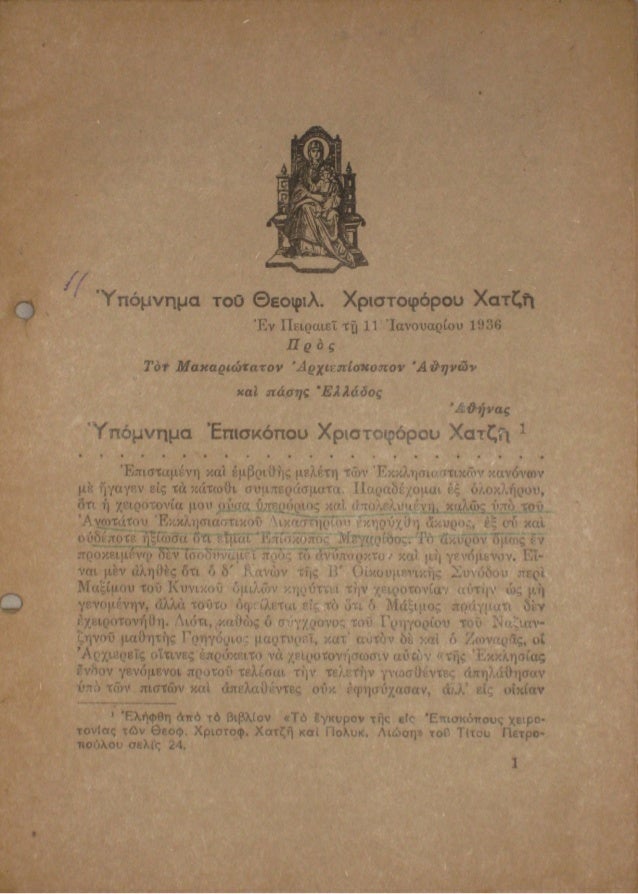 Ὑπόμνημα τοῦ Θεοφιλ. Χριστοφόρου Χατζῆ
Ἐν Πειραιεῖ τῇ 11 Ἰανουαρίου 1936
Πρὸς
Τὸν Μακαριώτατον Ἀρχιεπίσκοπον Ἀθηνῶν
καὶ πάσης Ἑλλάδος
Ἀθήνας
Ὑπόμνημα Ἐπισκόπου Χριστοφόρου Χατζῆ 1
Ἐπισταμένη καὶ ἐμβριθὴς μελέτη τῶν Ἐκκλησιαστικῶν κανόνων
μὲ ἤγαγεν εἰς τὰ κάτωθι συμπεράσματα. Παραδέχομαι ἐξ ὁλοκλήρου,
ὅτι ἡ χειροτονία μου οὖσα ὑπερόριος καὶ ἀπολελυμένη, καλῶς ὑπὸ τοῦ
Ἀνωτάτου Ἐκκλησιαστικοῦ Δικαστηρίου ἐκηρύχθη ἄκυρος, ἐξ οὗ καὶ
οὐδέποτε ἠξίωσα ὅτι εἶμαι Ἐπίσκοπος Μεγαρίδος. Τὸ ἄκυρον ὅμως ἐν
προκειμένῳ δὲν ἰσοδυναμεῖ πρὸς τὸ ἀνύπαρκτον καὶ μὴ γενόμενον. Εἶ-
ναι μὲν ἀληθὲς ὅτι ὁ δ΄ Κανὼν τῆς Β΄ Οἰκουμενικῆς Συνόδου περὶ
Μαξίμου τοῦ Κυνικοῦ ὁμιλῶν κηρύττει τὴν χειροτονίαν αὐτὴν ὡς μὴ
γενομένην, ἀλλὰ τοῦτο ὀφείλεται εἰς τὸ ὅτι ὁ Μάξιμος πράγματι δὲν
ἐχειροτονήθη. Διότι, καθὼς ὁ σύγχρονος τοῦ Γρηγορίου τοῦ Ναζιαν-
ζηνοῦ μαθητὴς Γρηγόριος μαρτυρεῖ, κατ᾽ αὐτὸν δὲ καὶ ὁ Ζωναρᾶς, οἱ
Ἀρχιερεῖς οἵτινες ἐπρόκειτο νὰ χειροτονήσωσιν αὐτὸν «τῆς Ἐκκλησίας
ἔνδον γενόμενοι προτοῦ τελέσαι τὴν τελετὴν γνωσθέντες ἀπηλάθησαν
ὑπὸ τῶν πιστῶν καὶ ἀπελαθέντες οὐκ ἐφησύχασαν, ἀλλ᾽ εἰς οἰκίαν
1 Ἐλήφθη ἀπὸ τὸ βιβλίον «Τὸ ἔγκυρον τῆς εἰς Ἐπισκόπους χειρο-
τονίας τῶν Θεοφ. Χριστοφ. Χατζῆ καὶ Πολυκ. Λιώση» τοῦ Τίτου Πετρο-
πούλου σελὶς 24.
1